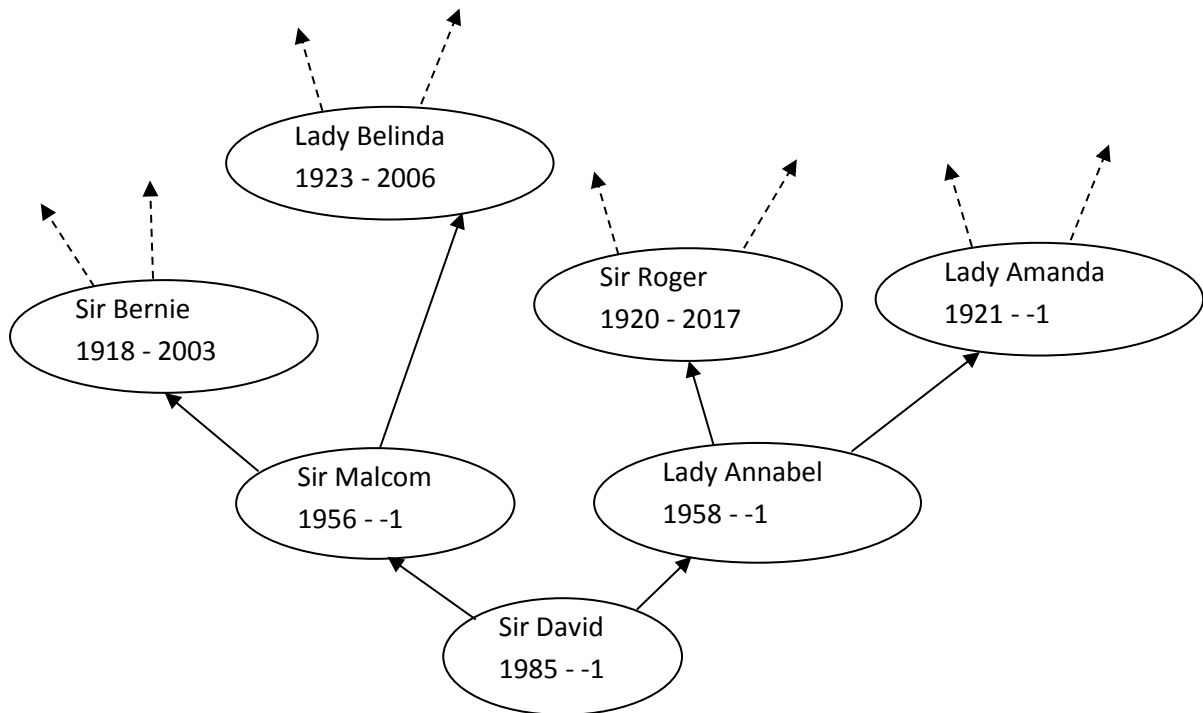 Lady Belinda
1923 - 2006
Sir Bernie
1918 - 2003
Sir Roger
1920 - 2017
Lady Amanda
1921 - -1
Sir Malcom
1956 - -1
Lady Annabel
1958 - -1
Sir David
1985 - -1